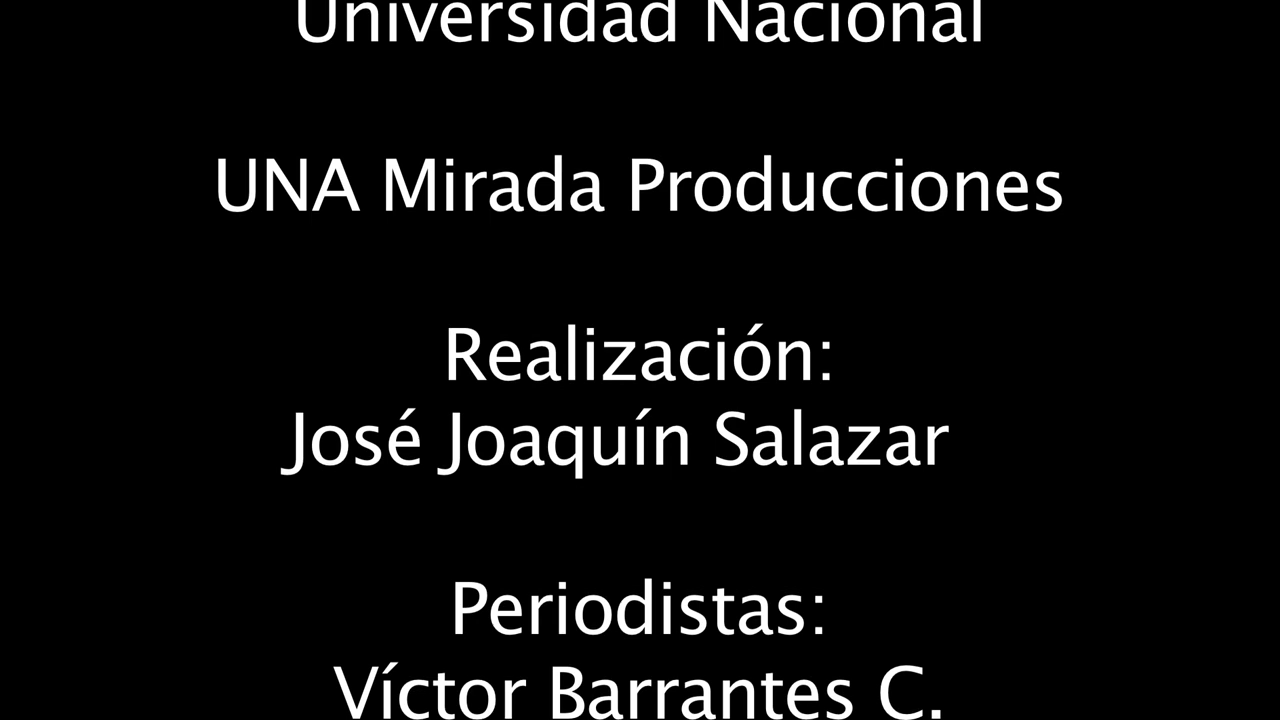 Universidad Nacional
UNA Mirada Producciones
Realización:
José Joaquín Salazar
Periodistas:
Víctor Barrantes C.